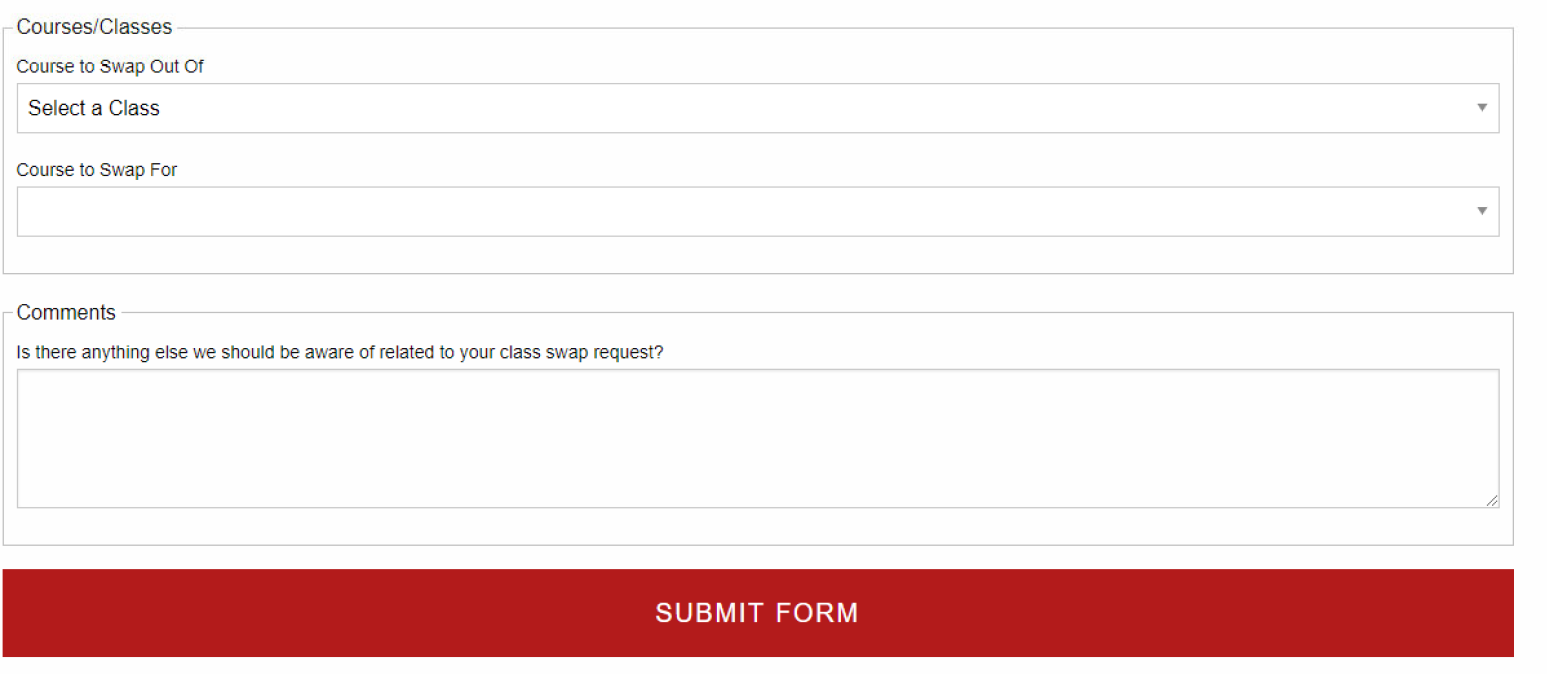 Courses/Classes
Course to Swap Out Of
Select a Class
Course to Swap For
Comments
Is there anything else we should be aware of related to your class swap request?
SUBMIT FORM